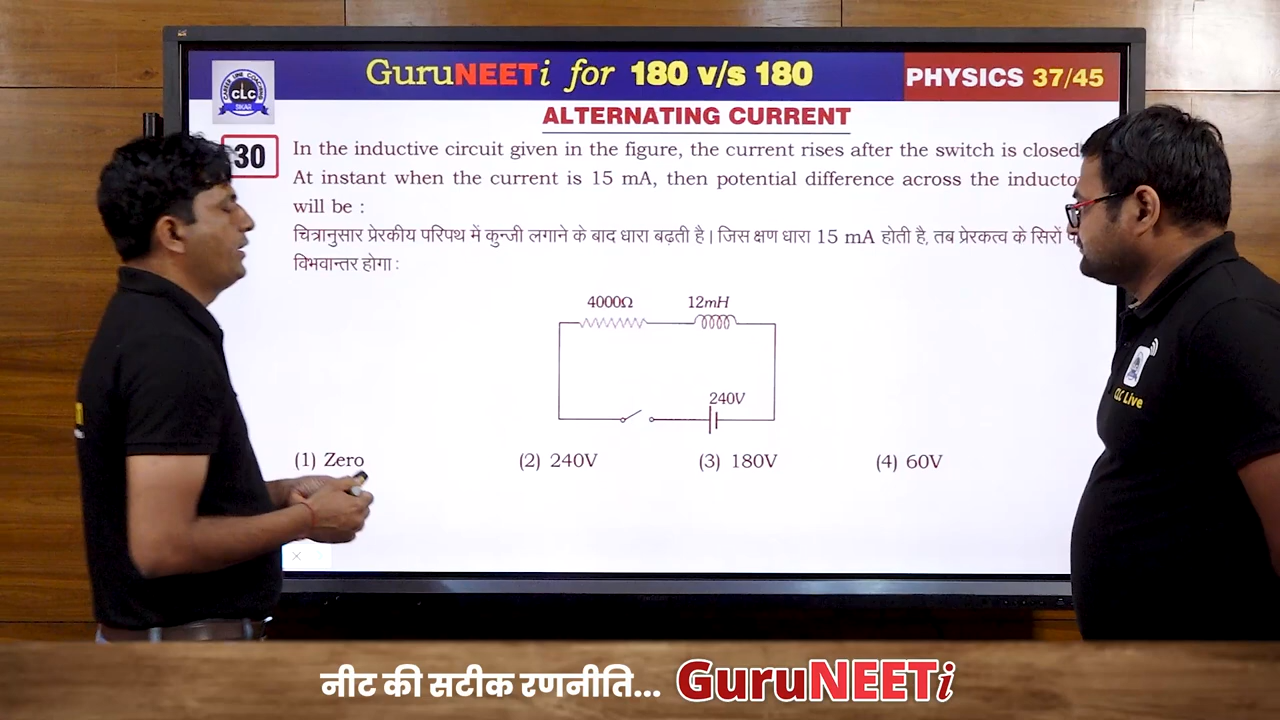 GuruNEETi for 180 v/s 180
PHYSICS 37/45
CLC
SIKAR
ALTERNATING CURRENT
30
In the inductive circuit given in the figure, the current rises after the switch is closed
At instant when the current is 15 mA, then potential difference across the inducto
will be :
चित्रानुसार प्रेरकीय परिपथ में कुन्जी लगाने के बाद धारा बढ़ती है। जिस क्षण धारा 15 mA होती है, तब प्रेरकत्व के सिरों
विभवान्तर होगा :
4000Ω
12mH
240V
(1) Zero
(2) 240V
(3) 180V
(4) 60V
CLC Live
नीट की सटीक रणनीति... GuruNEETi